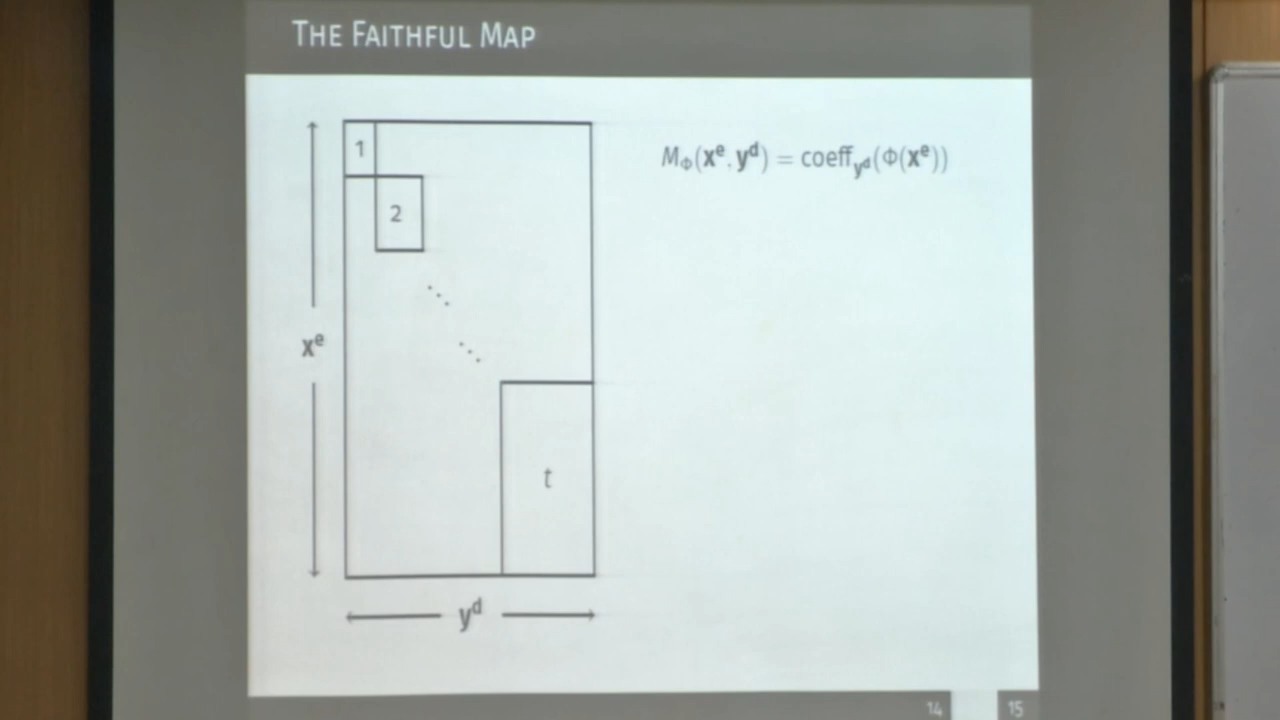 THE FAITHFUL MAP
M_Φ(x^e, y^d) = coeff_{y^d}(Φ(x^e))
1
2
x^e
t
y^d
14 15